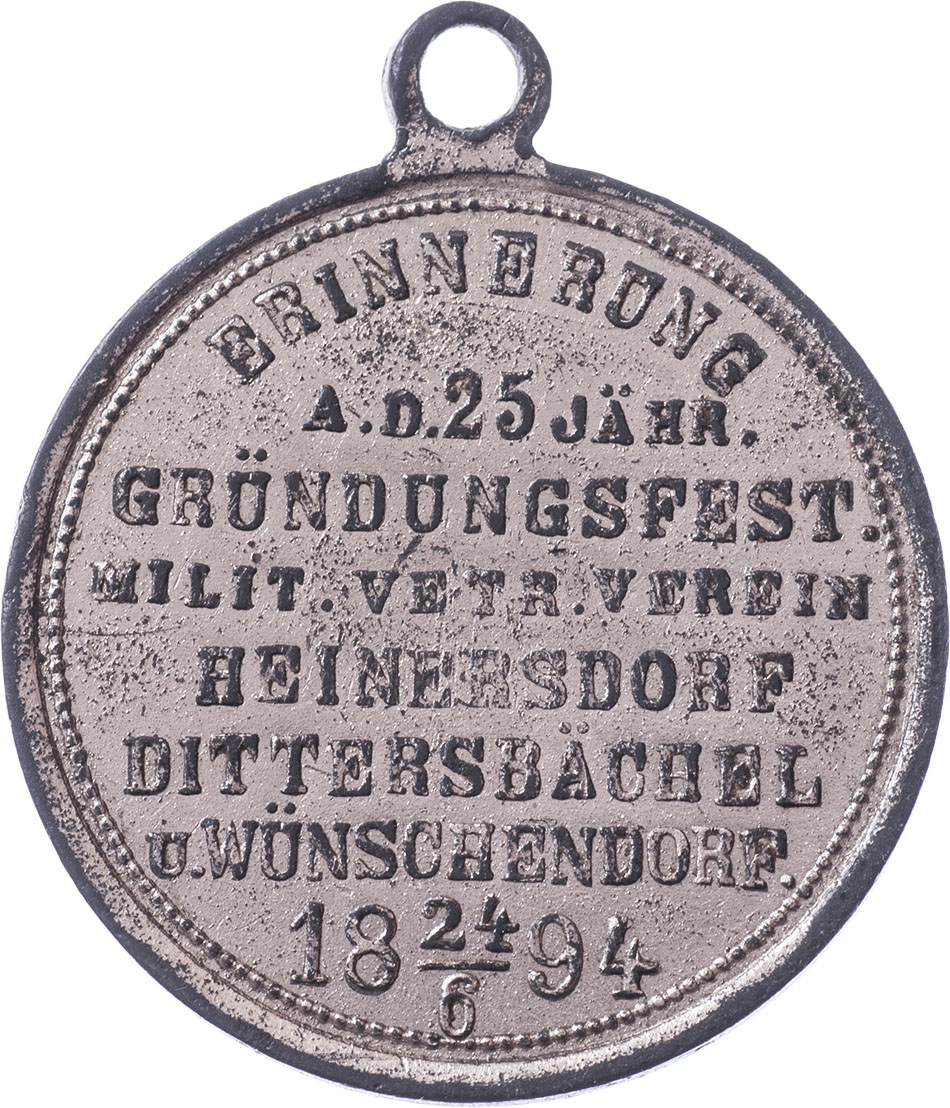 ERINNERUNG
A.D. 25 JÄHR.
GRÜNDUNGSFEST.
MILIT. VETR. VEREIN
HEINERSDORF
DITTERSBÄCHEL
U. WÜNSCHENDORF.
18 24/6 94